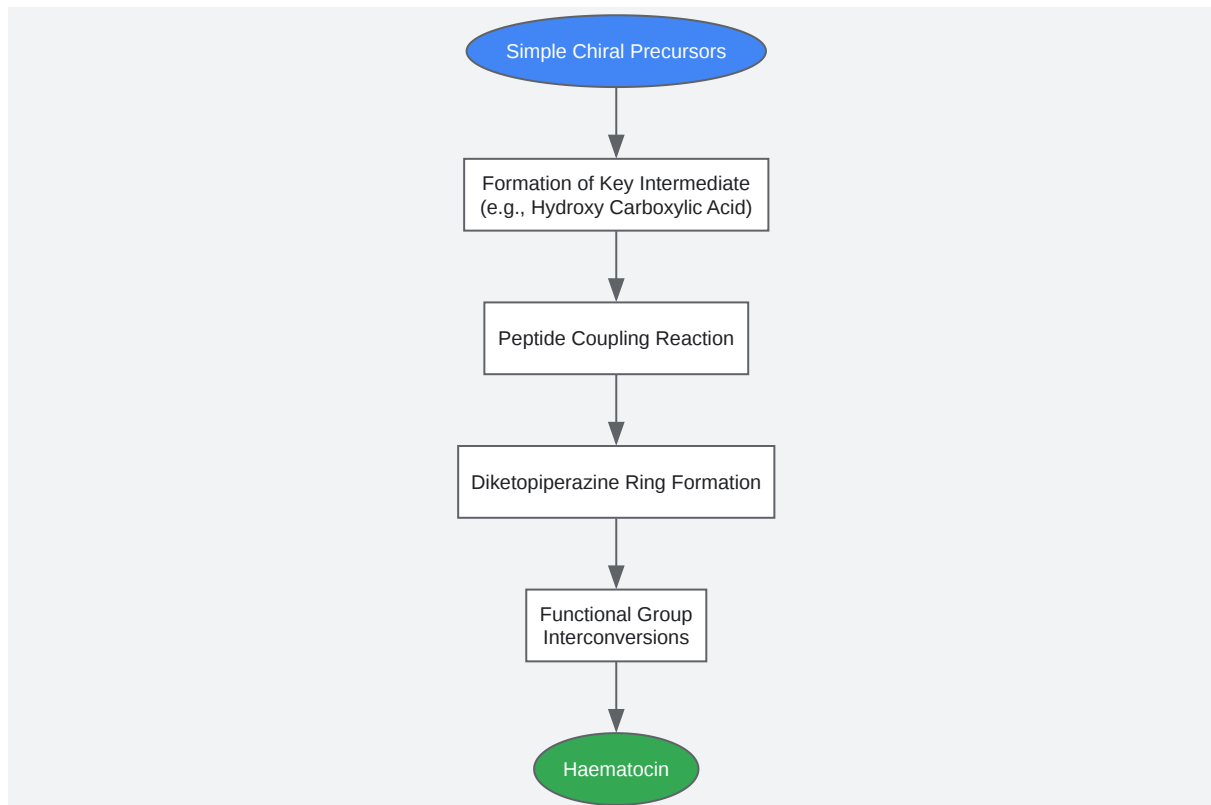 Simple Chiral Precursors
Formation of Key Intermediate
(e.g., Hydroxy Carboxylic Acid)
Peptide Coupling Reaction
Diketopiperazine Ring Formation
Functional Group
Interconversions
Haematocin